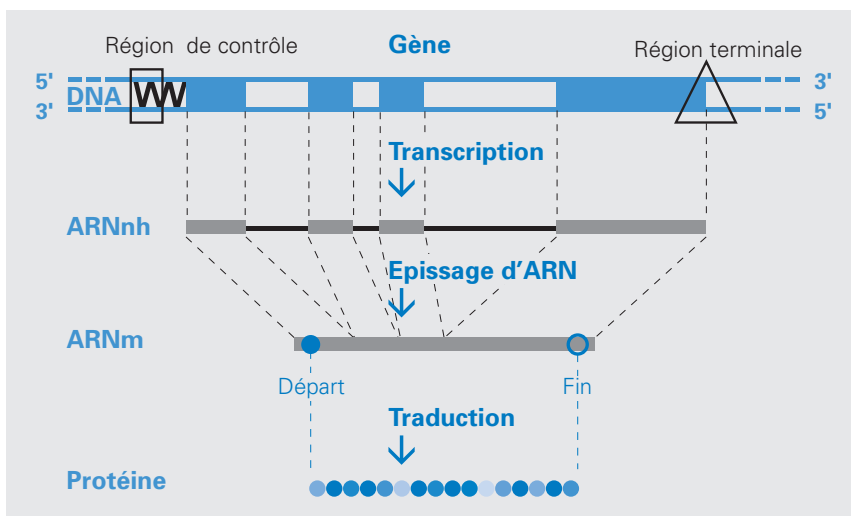 Région de contrôle
Gène
Région terminale
5'
3'
DNA
WW
3'
5'
Transcription
ARNnh
Epissage d’ARN
ARNm
Départ
Fin
Traduction
Protéine